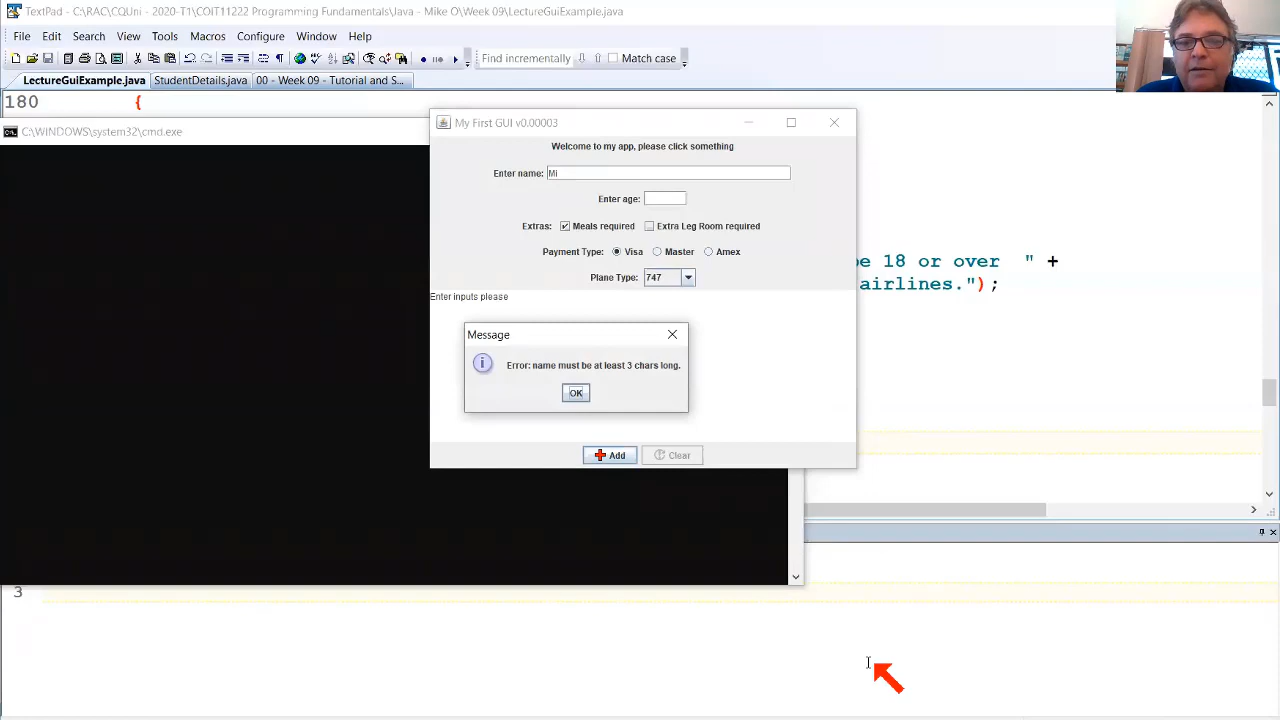 TextPad - C:\RAC\CQUni - 2020-T1\COIT11222 Programming Fundamentals\Java - Mike O\Week 09\LectureGuiExample.java
File Edit Search View Tools Macros Configure Window Help
Find incrementally Match case
LectureGuiExample.java StudentDetails.java 00 - Week 09 - Tutorial and S...
180 {
C:\WINDOWS\system32\cmd.exe
My First GUI v0.00003
Welcome to my app, please click something
Enter name: Mi
Enter age:
Extras: Meals required Extra Leg Room required
Payment Type: Visa Master Amex
Plane Type: 747
Enter inputs please
Message
Error: name must be at least 3 chars long.
OK
Add Clear
be 18 or over " +
airlines.");
3